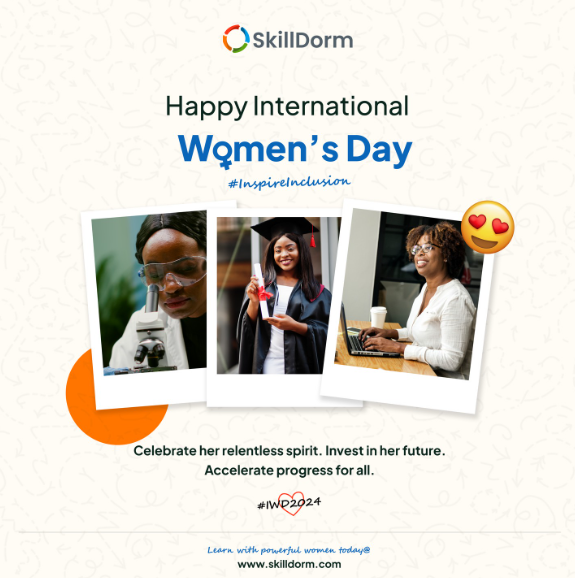 SkillDorm
Happy International
Women's Day
#InspireInclusion
Celebrate her relentless spirit. Invest in her future.
Accelerate progress for all.
#IWD2024
Learn with powerful women today@
www.skilldorm.com